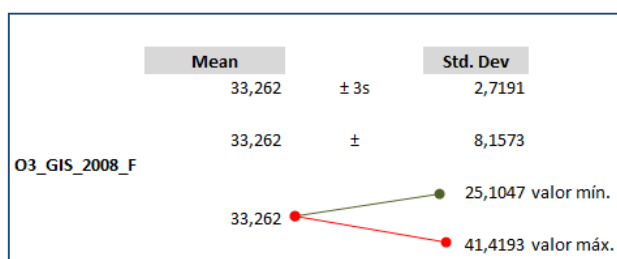 Mean Std. Dev
33,262 ± 3s 2,7191
33,262 ± 8,1573
O3_GIS_2008_F
25,1047 valor mín.
33,262
41,4193 valor máx.